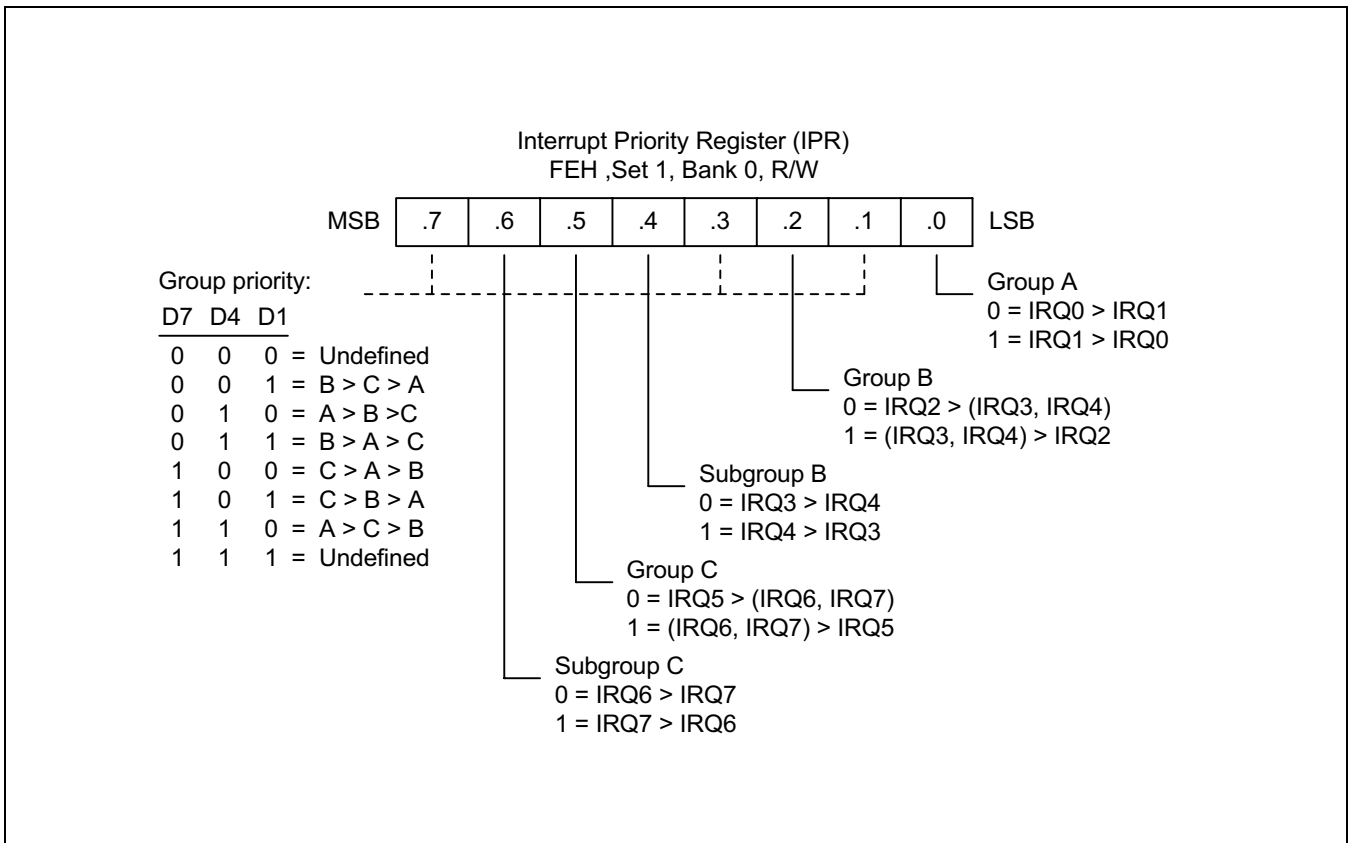 Interrupt Priority Register (IPR)
FEH ,Set 1, Bank 0, R/W
MSB .7 .6 .5 .4 .3 .2 .1 .0 LSB
Group priority:
D7 D4 D1
0 0 0 = Undefined
0 0 1 = B > C > A
0 1 0 = A > B >C
0 1 1 = B > A > C
1 0 0 = C > A > B
1 0 1 = C > B > A
1 1 0 = A > C > B
1 1 1 = Undefined
Group A
0 = IRQ0 > IRQ1
1 = IRQ1 > IRQ0
Group B
0 = IRQ2 > (IRQ3, IRQ4)
1 = (IRQ3, IRQ4) > IRQ2
Subgroup B
0 = IRQ3 > IRQ4
1 = IRQ4 > IRQ3
Group C
0 = IRQ5 > (IRQ6, IRQ7)
1 = (IRQ6, IRQ7) > IRQ5
Subgroup C
0 = IRQ6 > IRQ7
1 = IRQ7 > IRQ6